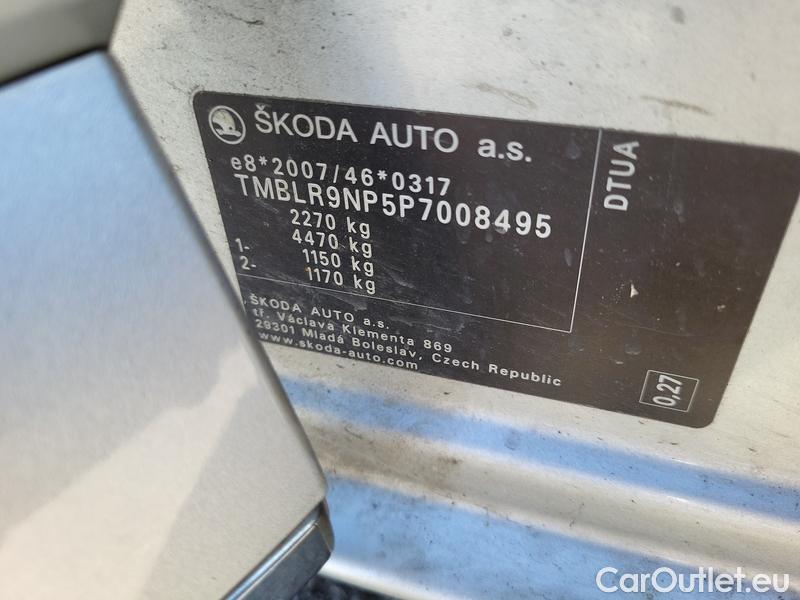 ŠKODA AUTO a.s.
e8*2007/46*0317
TMBLR9NP5P7008495
2270 kg
4470 kg
1- 1150 kg
2- 1170 kg
DTUA
ŠKODA AUTO a.s.
tř. Václava Klementa 869
29301 Mladá Boleslav, Czech Republic
www.skoda-auto.com
0,27
CarOutlet.eu